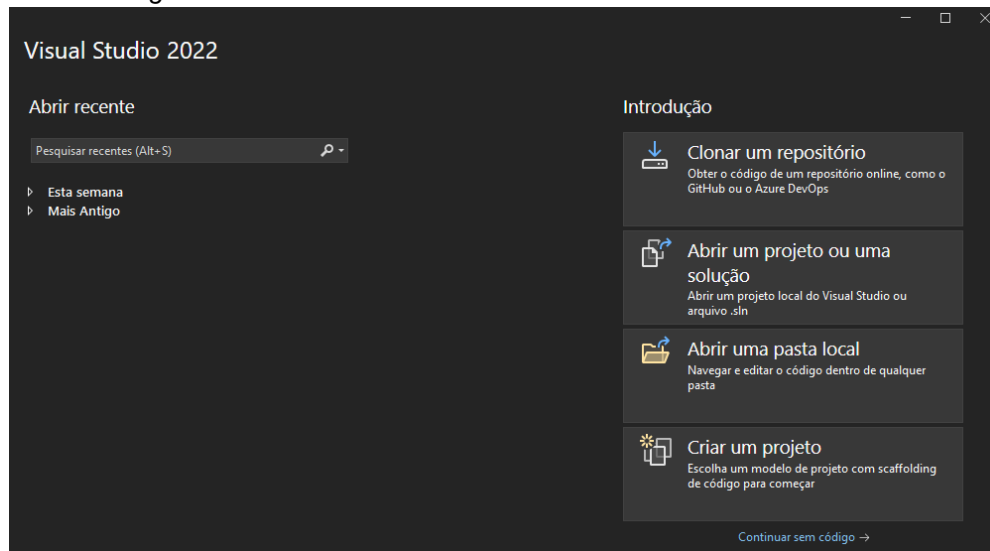 Visual Studio 2022
Abrir recente
Pesquisar recentes (Alt+S)
Esta semana
Mais Antigo
Introdução
Clonar um repositório
Obter o código de um repositório online, como o
GitHub ou o Azure DevOps
Abrir um projeto ou uma
solução
Abrir um projeto local do Visual Studio ou
arquivo .sln
Abrir uma pasta local
Navegar e editar o código dentro de qualquer
pasta
Criar um projeto
Escolha um modelo de projeto com scaffolding
de código para começar
Continuar sem código →